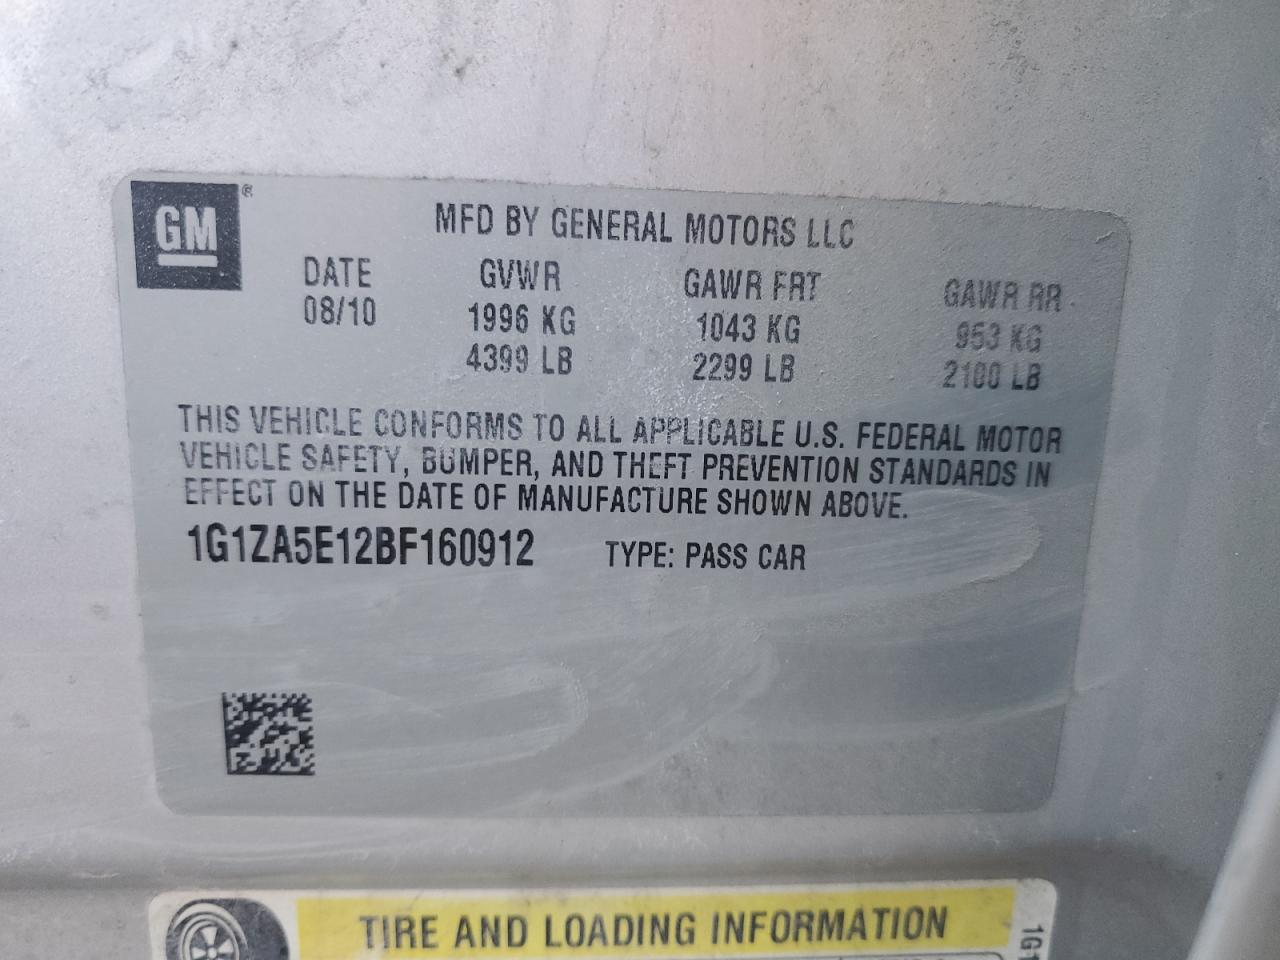 GM®
MFD BY GENERAL MOTORS LLC
DATE GVWR GAWR FRT GAWR RR
08/10 1996 KG 1043 KG 953 KG
4399 LB 2299 LB 2100 LB
THIS VEHICLE CONFORMS TO ALL APPLICABLE U.S. FEDERAL MOTOR
VEHICLE SAFETY, BUMPER, AND THEFT PREVENTION STANDARDS IN
EFFECT ON THE DATE OF MANUFACTURE SHOWN ABOVE.
1G1ZA5E12BF160912 TYPE: PASS CAR
TIRE AND LOADING INFORMATION